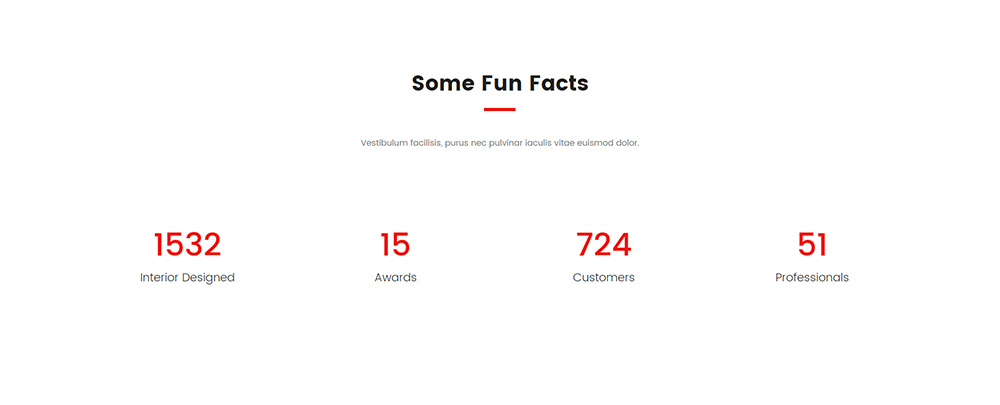 Some Fun Facts
Vestibulum facilisis, purus nec pulvinar iaculis vitae euismod dolor.
1532
Interior Designed
15
Awards
724
Customers
51
Professionals